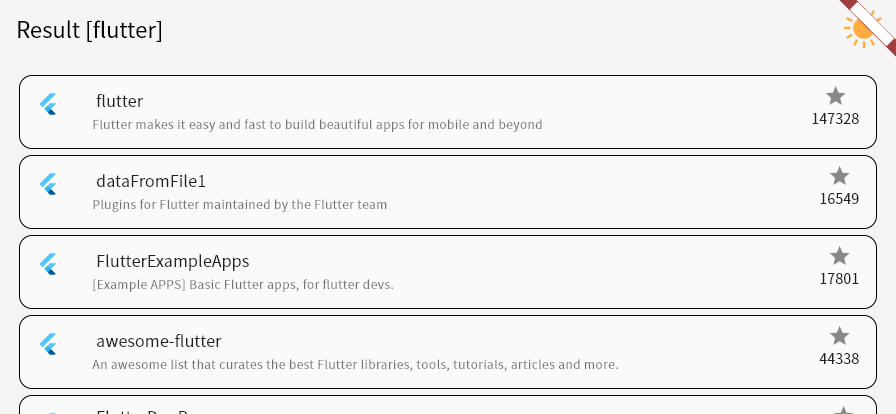 Result [flutter]
flutter
Flutter makes it easy and fast to build beautiful apps for mobile and beyond
147328
dataFromFile1
Plugins for Flutter maintained by the Flutter team
16549
FlutterExampleApps
[Example APPS] Basic Flutter apps, for flutter devs.
17801
awesome-flutter
An awesome list that curates the best Flutter libraries, tools, tutorials, articles and more.
44338